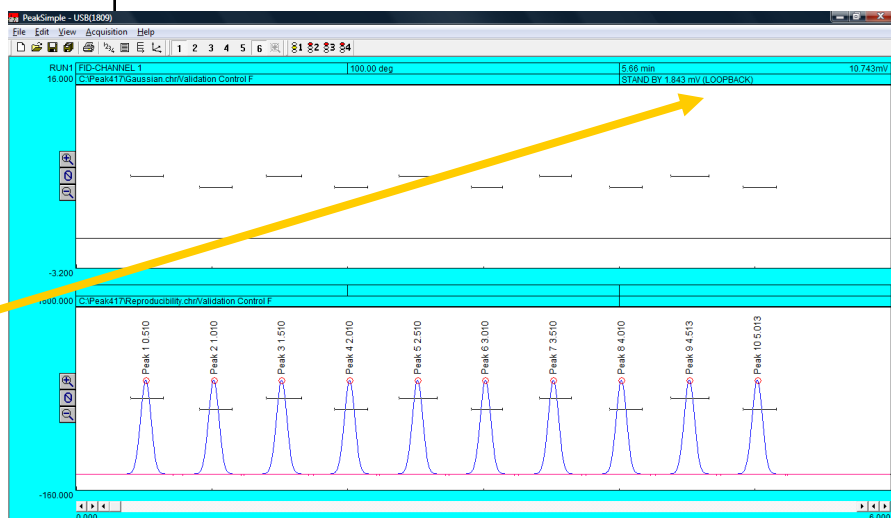 PeakSimple - USB(1809)
File Edit View Acquisition Help
1 2 3 4 5 6 1 2 3 4
RUN1 FID-CHANNEL 1 100.00 deg 5.66 min 10.743mV
16.000 C:\Peak417\Gaussian.chr/Validation Control F STAND BY 1.843 mV (LOOPBACK)
-3.200
C:\Peak417\Reproducibility.chr/Validation Control F
Peak 1 0.510
Peak 2 1.010
Peak 3 1.510
Peak 4 2.010
Peak 5 2.510
Peak 6 3.010
Peak 7 3.510
Peak 8 4.010
Peak 9 4.513
Peak 10 5.013
-160.000
0.000 6.000